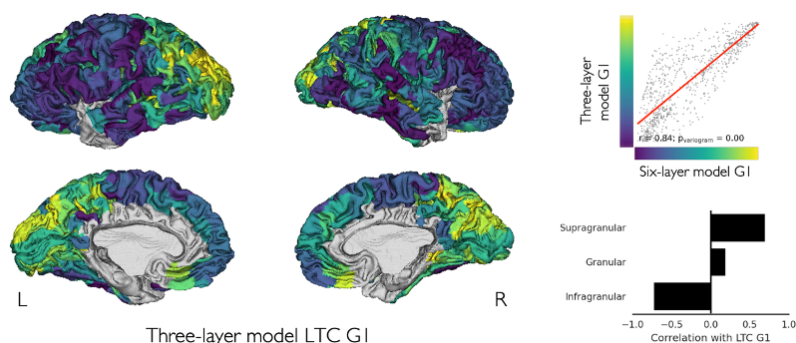 L
R
Three-layer model LTC G1
Three-layer
model G1
r = 0.84; pvariogram = 0.00
Six-layer model G1
Supragranular
Granular
Infragranular
−1.0 −0.5 0.0 0.5 1.0
Correlation with LTC G1